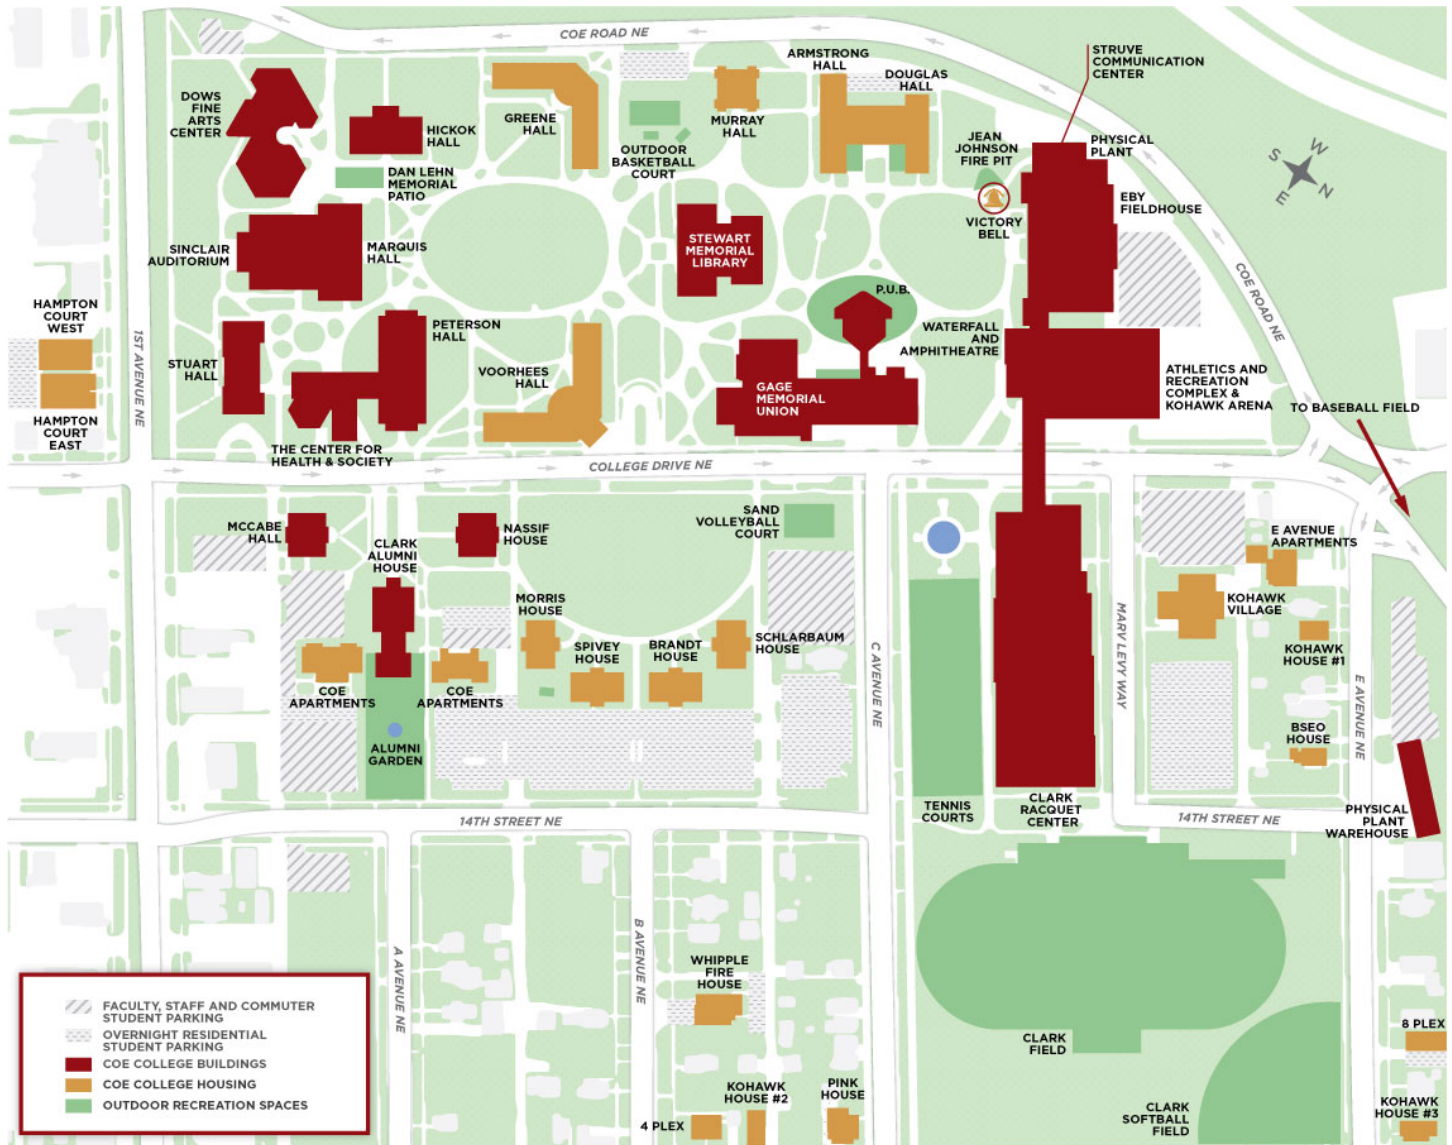 COE ROAD NE
STRUVE
COMMUNICATION
CENTER
ARMSTRONG
HALL
DOUGLAS
HALL
DOWS
FINE
ARTS
CENTER
HICKOK
HALL
GREENE
HALL
MURRAY
HALL
OUTDOOR
BASKETBALL
COURT
JEAN
JOHNSON
FIRE PIT
PHYSICAL
PLANT
W
S
N
E
DAN LEHN
MEMORIAL
PATIO
EBY
FIELDHOUSE
VICTORY
BELL
SINCLAIR
AUDITORIUM
MARQUIS
HALL
STEWART
MEMORIAL
LIBRARY
COE ROAD NE
P.U.B.
HAMPTON
COURT
WEST
1ST AVENUE NE
PETERSON
HALL
WATERFALL
AND
AMPHITHEATRE
STUART
HALL
VOORHEES
HALL
GAGE
MEMORIAL
UNION
ATHLETICS AND
RECREATION
COMPLEX &
KOHAWK ARENA
TO BASEBALL FIELD
HAMPTON
COURT
EAST
THE CENTER FOR
HEALTH & SOCIETY
COLLEGE DRIVE NE
MCCABE
HALL
CLARK
ALUMNI
HOUSE
NASSIF
HOUSE
SAND
VOLLEYBALL
COURT
E AVENUE
APARTMENTS
MORRIS
HOUSE
SPIVEY
HOUSE
BRANDT
HOUSE
SCHLARBAUM
HOUSE
C AVENUE NE
MARV LEVY WAY
KOHAWK
VILLAGE
KOHAWK
HOUSE #1
COE
APARTMENTS
COE
APARTMENTS
E AVENUE NE
ALUMNI
GARDEN
BSEO
HOUSE
TENNIS
COURTS
CLARK
RACQUET
CENTER
14TH STREET NE
14TH STREET NE
PHYSICAL
PLANT
WAREHOUSE
A AVENUE NE
B AVENUE NE
WHIPPLE
FIRE
HOUSE
CLARK
FIELD
8 PLEX
KOHAWK
HOUSE #2
PINK
HOUSE
4 PLEX
CLARK
SOFTBALL
FIELD
KOHAWK
HOUSE #3
FACULTY, STAFF AND COMMUTER
STUDENT PARKING
OVERNIGHT RESIDENTIAL
STUDENT PARKING
COE COLLEGE BUILDINGS
COE COLLEGE HOUSING
OUTDOOR RECREATION SPACES